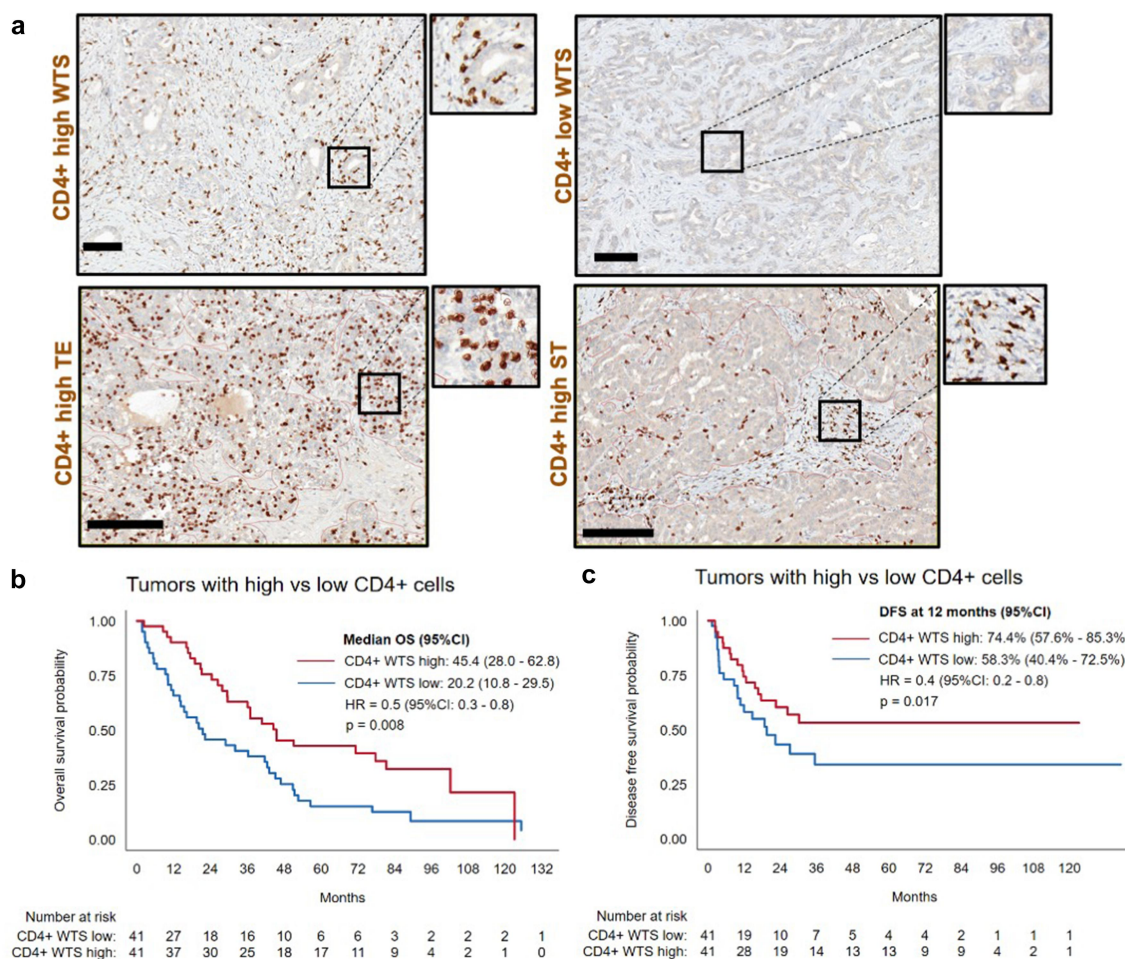 a
CD4+ high WTS
CD4+ low WTS
CD4+ high TE
CD4+ high ST
b
Tumors with high vs low CD4+ cells
Overall survival probability
1.00
0.75
0.50
0.25
0.00
Median OS (95%CI)
CD4+ WTS high: 45.4 (28.0 - 62.8)
CD4+ WTS low: 20.2 (10.8 - 29.5)
HR = 0.5 (95%CI: 0.3 - 0.8)
p = 0.008
0 12 24 36 48 60 72 84 96 108 120 132
Months
Number at risk
CD4+ WTS low: 41 27 18 16 10 6 6 3 2 2 2 1
CD4+ WTS high: 41 37 30 25 18 17 11 9 4 2 1 0
c
Tumors with high vs low CD4+ cells
Disease free survival probability
1.00
0.75
0.50
0.25
0.00
DFS at 12 months (95%CI)
CD4+ WTS high: 74.4% (57.6% - 85.3%)
CD4+ WTS low: 58.3% (40.4% - 72.5%)
HR = 0.4 (95%CI: 0.2 - 0.8)
p = 0.017
0 12 24 36 48 60 72 84 96 108 120
Months
Number at risk
CD4+ WTS low: 41 19 10 7 5 4 4 2 1 1 1
CD4+ WTS high: 41 28 19 14 13 13 9 9 4 2 1